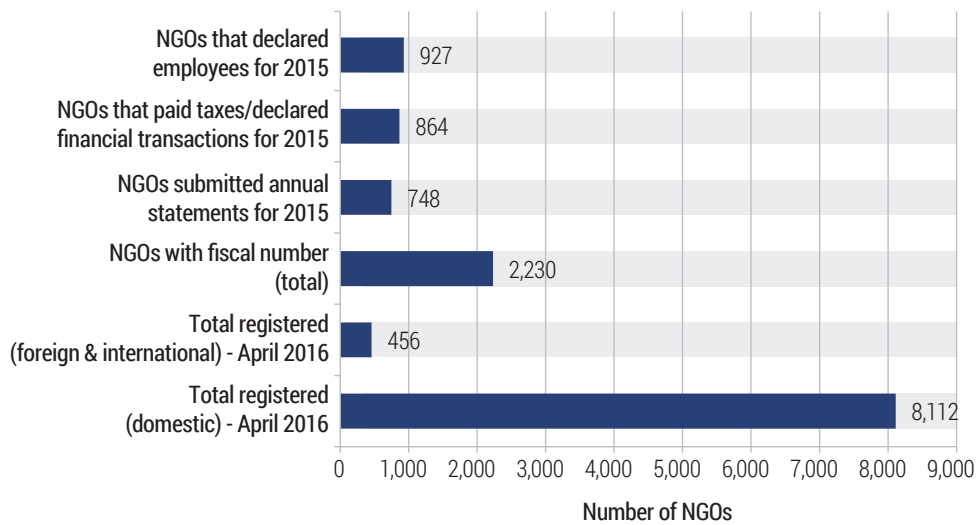 NGOs that declared
employees for 2015
927
NGOs that paid taxes/declared
financial transactions for 2015
864
NGOs submitted annual
statements for 2015
748
NGOs with fiscal number
(total)
2,230
Total registered
(foreign & international) - April 2016
456
Total registered
(domestic) - April 2016
8,112
0 1,000 2,000 3,000 4,000 5,000 6,000 7,000 8,000 9,000
Number of NGOs